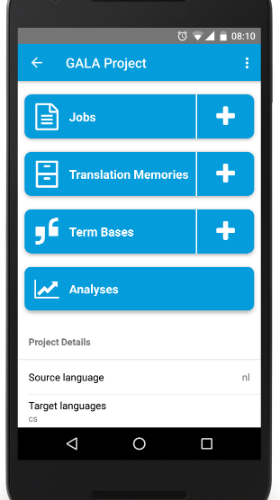 08:10
GALA Project
Jobs
Translation Memories
Term Bases
Analyses
Project Details
Source language nl
Target languages
cs